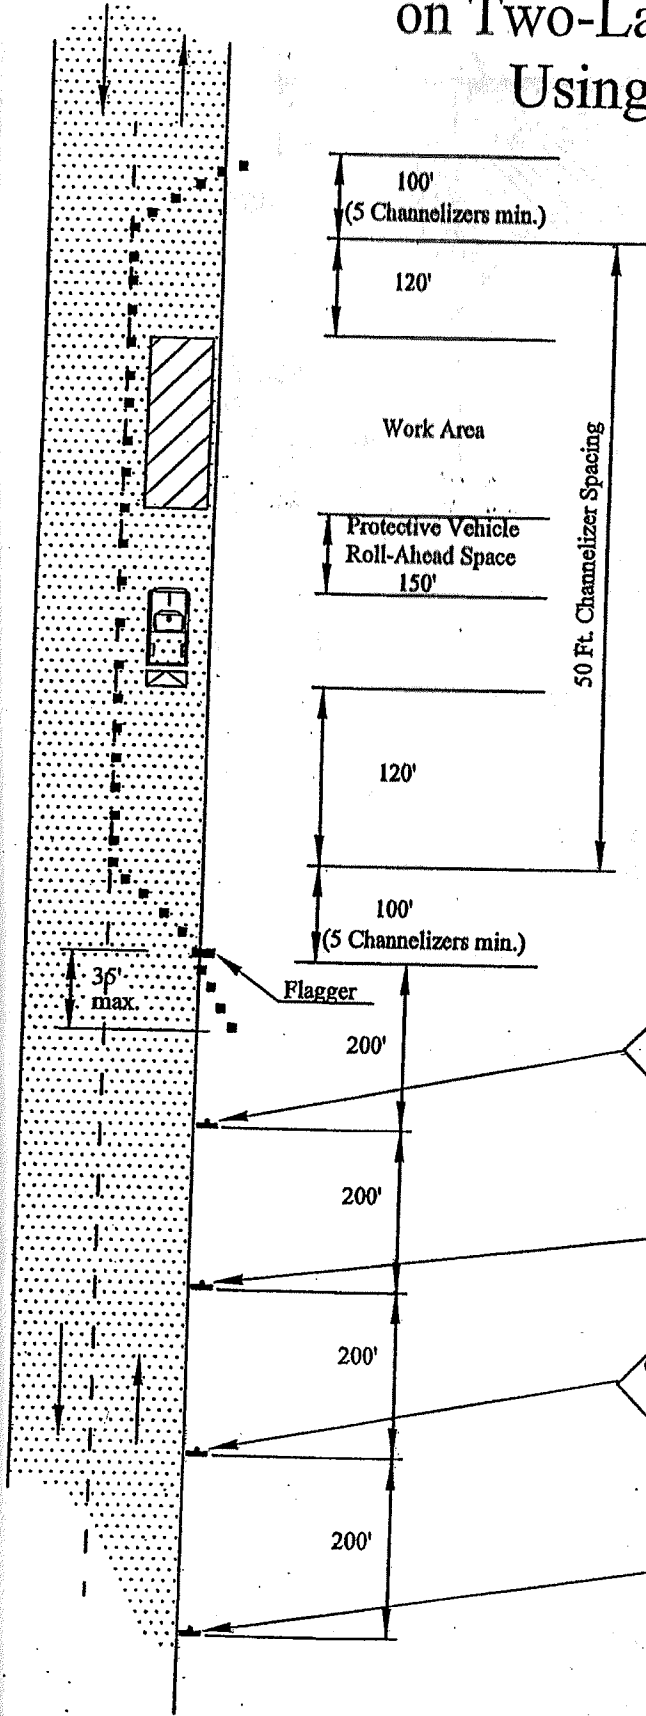 on Two-La
Using
100'
(5 Channelizers min.)
120'
Work Area
Protective Vehicle
Roll-Ahead Space
150'
50 Ft. Channelizer Spacing
120'
100'
(5 Channelizers min.)
36'
max.
Flagger
200'
200'
200'
200'